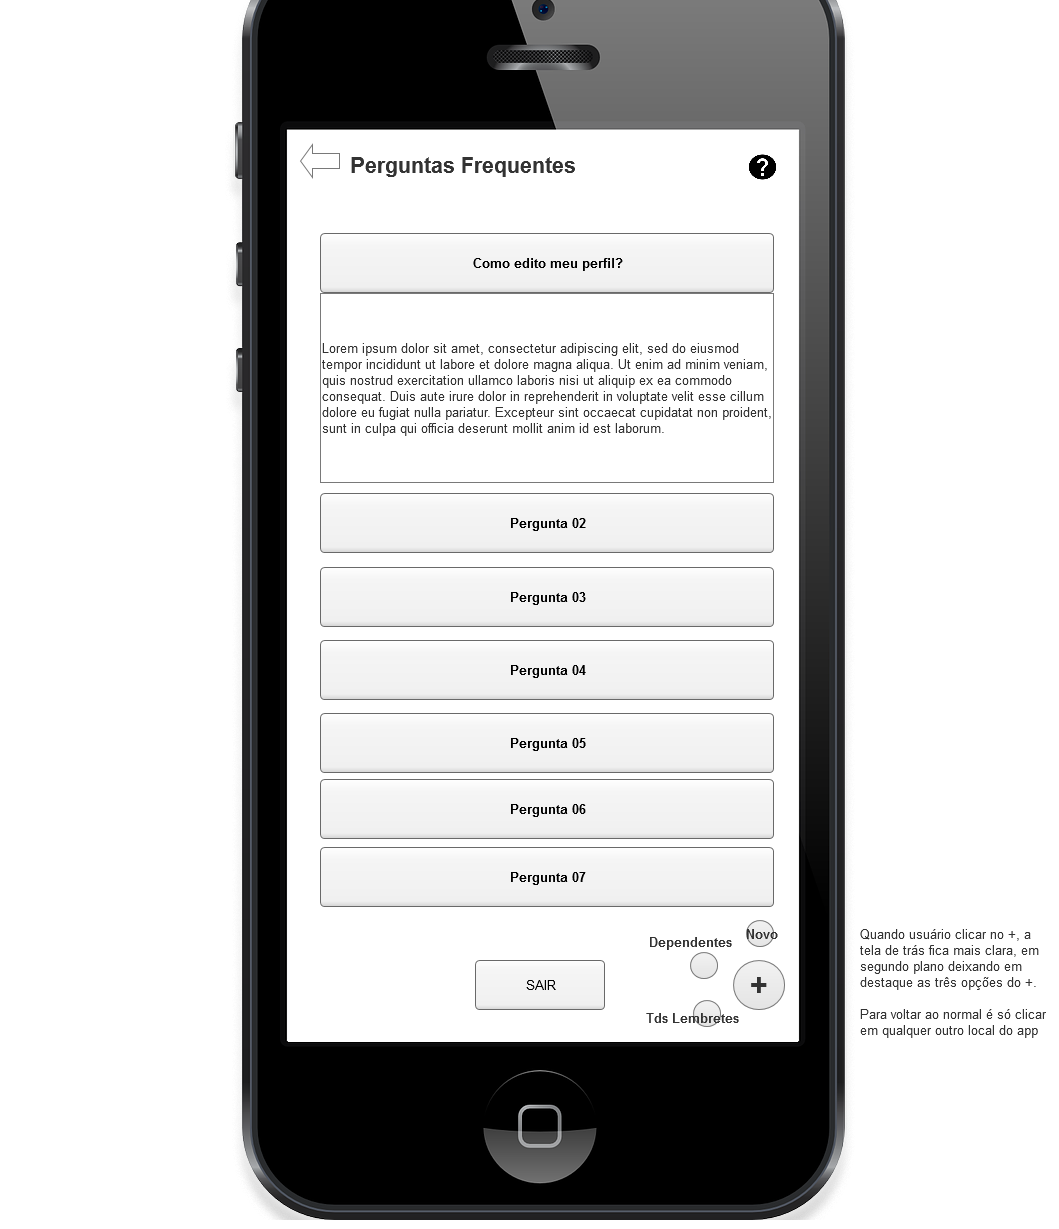 Perguntas Frequentes
?
Como edito meu perfil?
Lorem ipsum dolor sit amet, consectetur adipiscing elit, sed do eiusmod
tempor incididunt ut labore et dolore magna aliqua. Ut enim ad minim veniam,
quis nostrud exercitation ullamco laboris nisi ut aliquip ex ea commodo
consequat. Duis aute irure dolor in reprehenderit in voluptate velit esse cillum
dolore eu fugiat nulla pariatur. Excepteur sint occaecat cupidatat non proident,
sunt in culpa qui officia deserunt mollit anim id est laborum.
Pergunta 02
Pergunta 03
Pergunta 04
Pergunta 05
Pergunta 06
Pergunta 07
Novo
Dependentes
SAIR
+
Tds Lembretes
Quando usuário clicar no +, a
tela de trás fica mais clara, em
segundo plano deixando em
destaque as três opções do +.
Para voltar ao normal é só clicar
em qualquer outro local do app